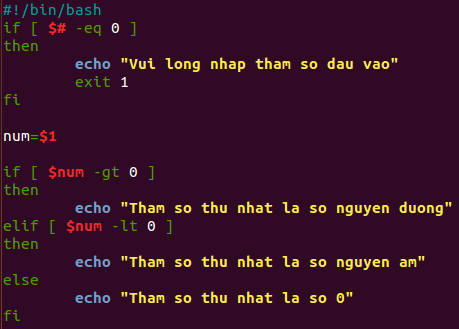 #!/bin/bash
if [ $# -eq 0 ]
then
        echo "Vui long nhap tham so dau vao"
        exit 1
fi

num=$1

if [ $num -gt 0 ]
then
        echo "Tham so thu nhat la so nguyen duong"
elif [ $num -lt 0 ]
then
        echo "Tham so thu nhat la so nguyen am"
else
        echo "Tham so thu nhat la so 0"
fi